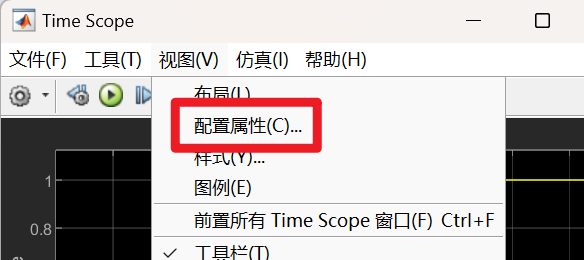 Time Scope
文件(F) 工具(T) 视图(V) 仿真(I) 帮助(H)
布局(L)
配置属性(C)...
样式(Y)...
图例(E)
前置所有 Time Scope 窗口(F) Ctrl+F
工具栏(T)
1
0.8